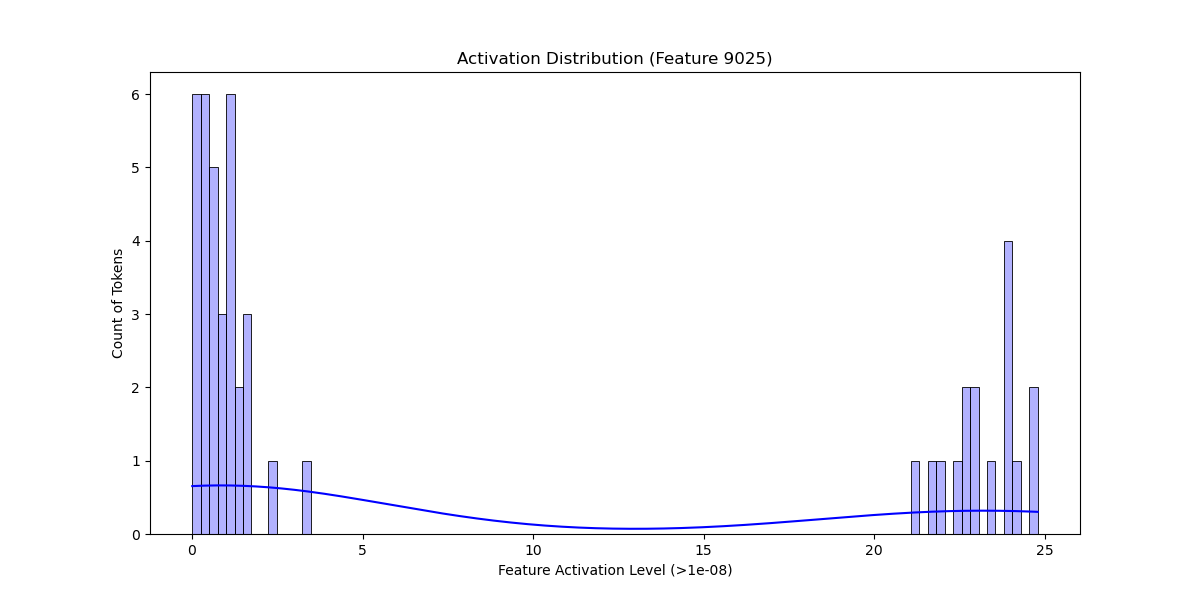 Activation Distribution (Feature 9025)
6
5
4
3
2
1
0
Count of Tokens
0 5 10 15 20 25
Feature Activation Level (>1e-08)